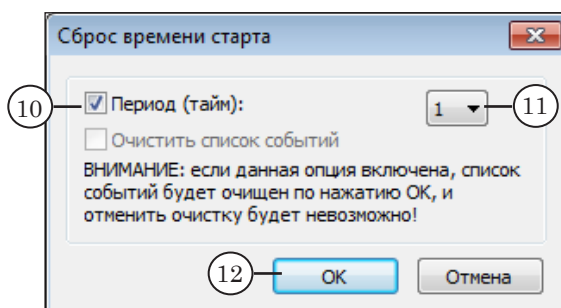 Сброс времени старта
10 Период (тайм): 1 11
Очистить список событий
ВНИМАНИЕ: если данная опция включена, список
событий будет очищен по нажатию ОК, и
отменить очистку будет невозможно!
12 ОК Отмена